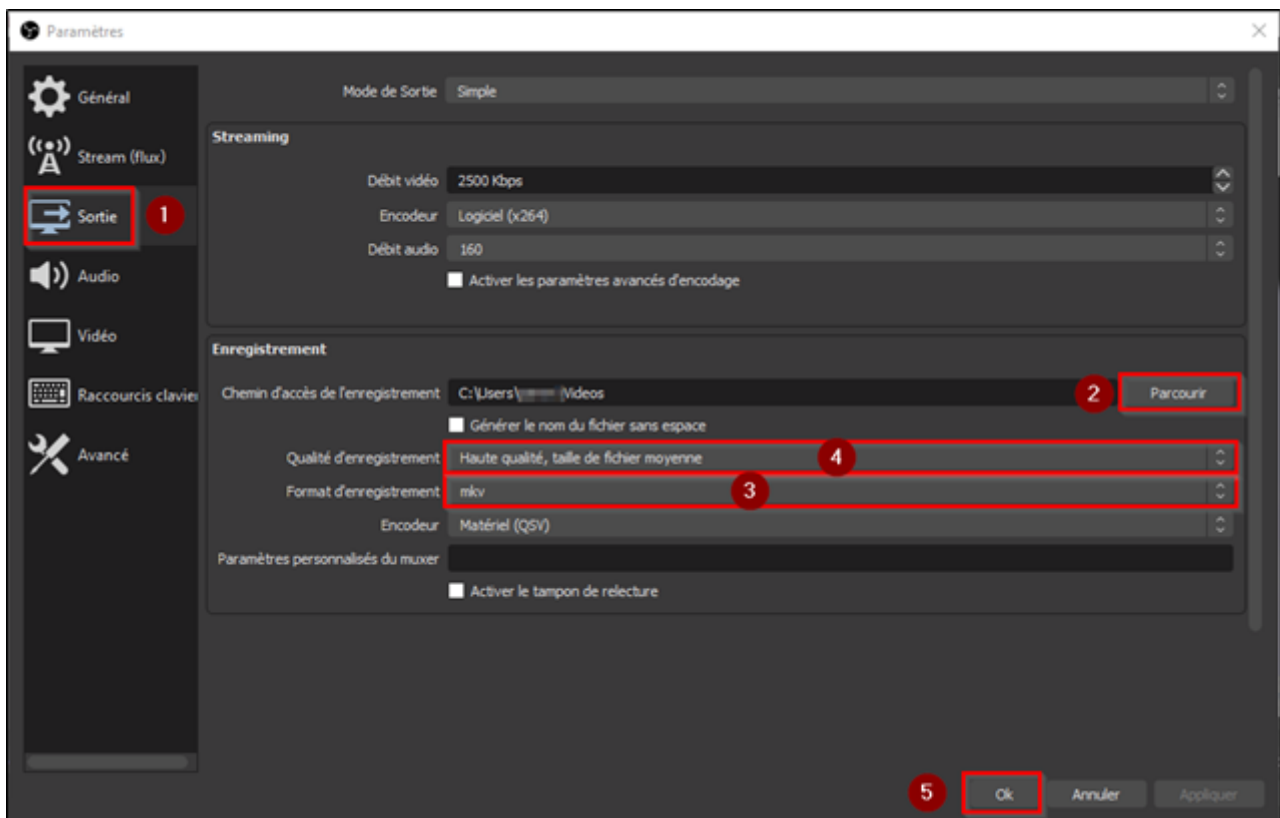 Paramètres
Général
Stream (flux)
Sortie 1
Audio
Vidéo
Raccourcis clavie
Avancé
Mode de Sortie Simple
Streaming
Débit vidéo 2500 Kbps
Encodeur Logiciel (x264)
Débit audio 160
Activer les paramètres avancés d'encodage
Enregistrement
Chemin d'accès de l'enregistrement C:\Users\ \Videos 2 Parcourir
Générer le nom du fichier sans espace
Qualité d'enregistrement Haute qualité, taille de fichier moyenne 4
Format d'enregistrement mkv 3
Encodeur Matériel (QSV)
Paramètres personnalisés du muxer
Activer le tampon de relecture
5 Ok Annuler Appliquer